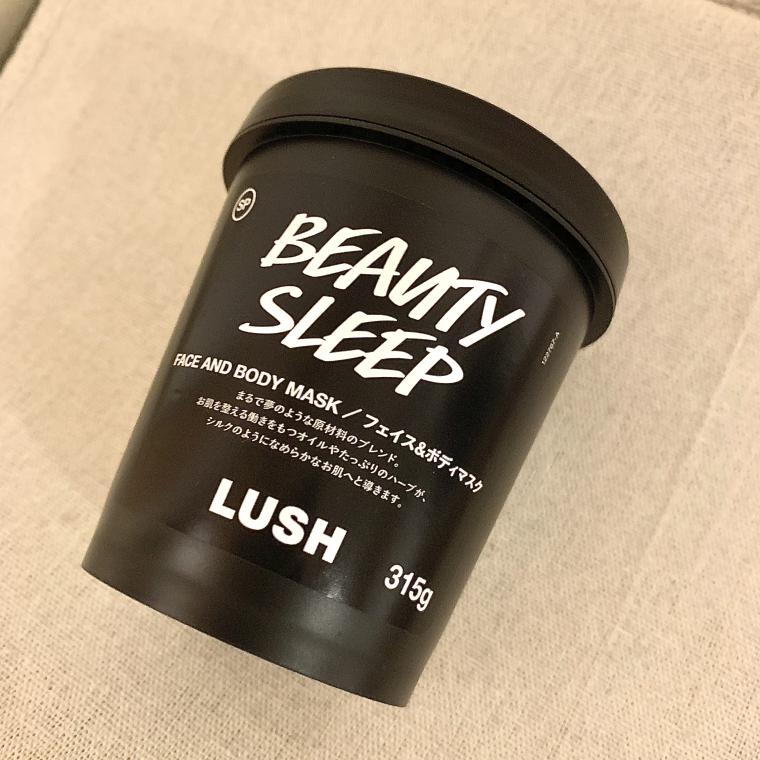 SP
BEAUTY
SLEEP
FACE AND BODY MASK / フェイス&ボディマスク
まるで夢のような原材料のブレンド。
お肌を整える働きをもつオイルやたっぷりのハーブが、
シルクのようになめらかなお肌へと導きます。
LUSH
315g
122767-A